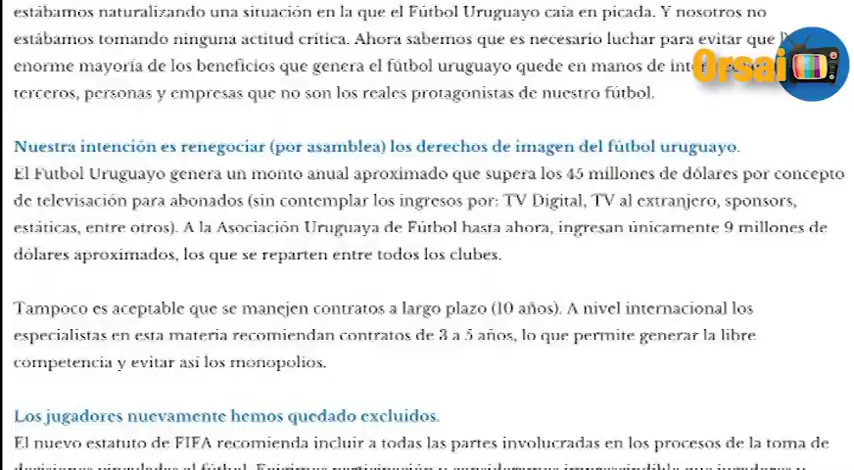 estábamos naturalizando una situación en la que el Fútbol Uruguayo caía en picada. Y nosotros no
estábamos tomando ninguna actitud crítica. Ahora sabemos que es necesario luchar para evitar que
enorme mayoría de los beneficios que genera el fútbol uruguayo quede en manos de
Orsai
terceros, personas y empresas que no son los reales protagonistas de nuestro fútbol.
Nuestra intención es renegociar (por asamblea) los derechos de imagen del fútbol uruguayo.
El Futbol Uruguayo genera un monto anual aproximado que supera los 45 millones de dólares por concepto
de televisación para abonados (sin contemplar los ingresos por: TV Digital, TV al extranjero, sponsors,
estáticas, entre otros). A la Asociación Uruguaya de Fútbol hasta ahora, ingresan únicamente 9 millones de
dólares aproximados, los que se reparten entre todos los clubes.
Tampoco es aceptable que se manejen contratos a largo plazo (10 años). A nivel internacional los
especialistas en esta materia recomiendan contratos de 3 a 5 años, lo que permite generar la libre
competencia y evitar así los monopolios.
Los jugadores nuevamente hemos quedado excluidos.
El nuevo estatuto de FIFA recomienda incluir a todas las partes involucradas en los procesos de la toma de